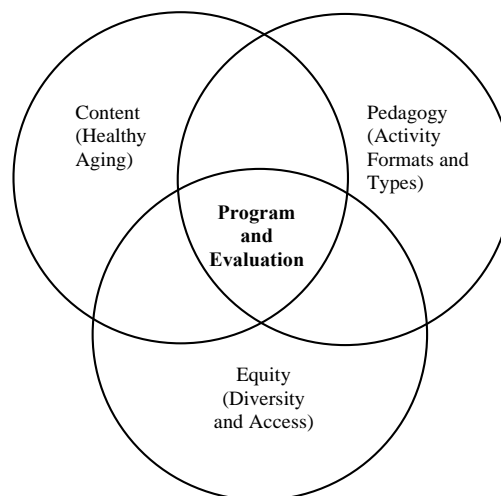 Content
(Healthy
Aging)
Pedagogy
(Activity
Formats and
Types)
Program
and
Evaluation
Equity
(Diversity
and Access)